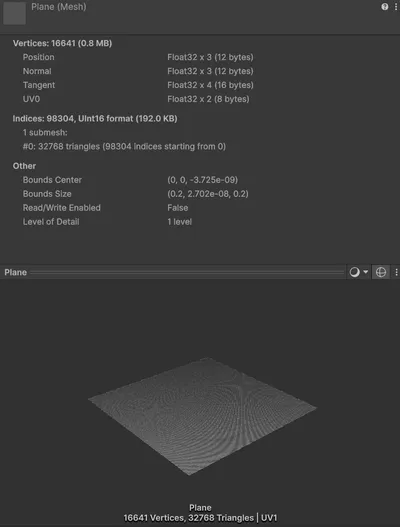 Plane (Mesh)
Vertices: 16641 (0.8 MB)
Position Float32 x 3 (12 bytes)
Normal Float32 x 3 (12 bytes)
Tangent Float32 x 4 (16 bytes)
UV0 Float32 x 2 (8 bytes)
Indices: 98304, UInt16 format (192.0 KB)
1 submesh:
#0: 32768 triangles (98304 indices starting from 0)
Other
Bounds Center (0, 0, -3.725e-09)
Bounds Size (0.2, 2.702e-08, 0.2)
Read/Write Enabled False
Level of Detail 1 level
Plane
Plane
16641 Vertices, 32768 Triangles | UV1